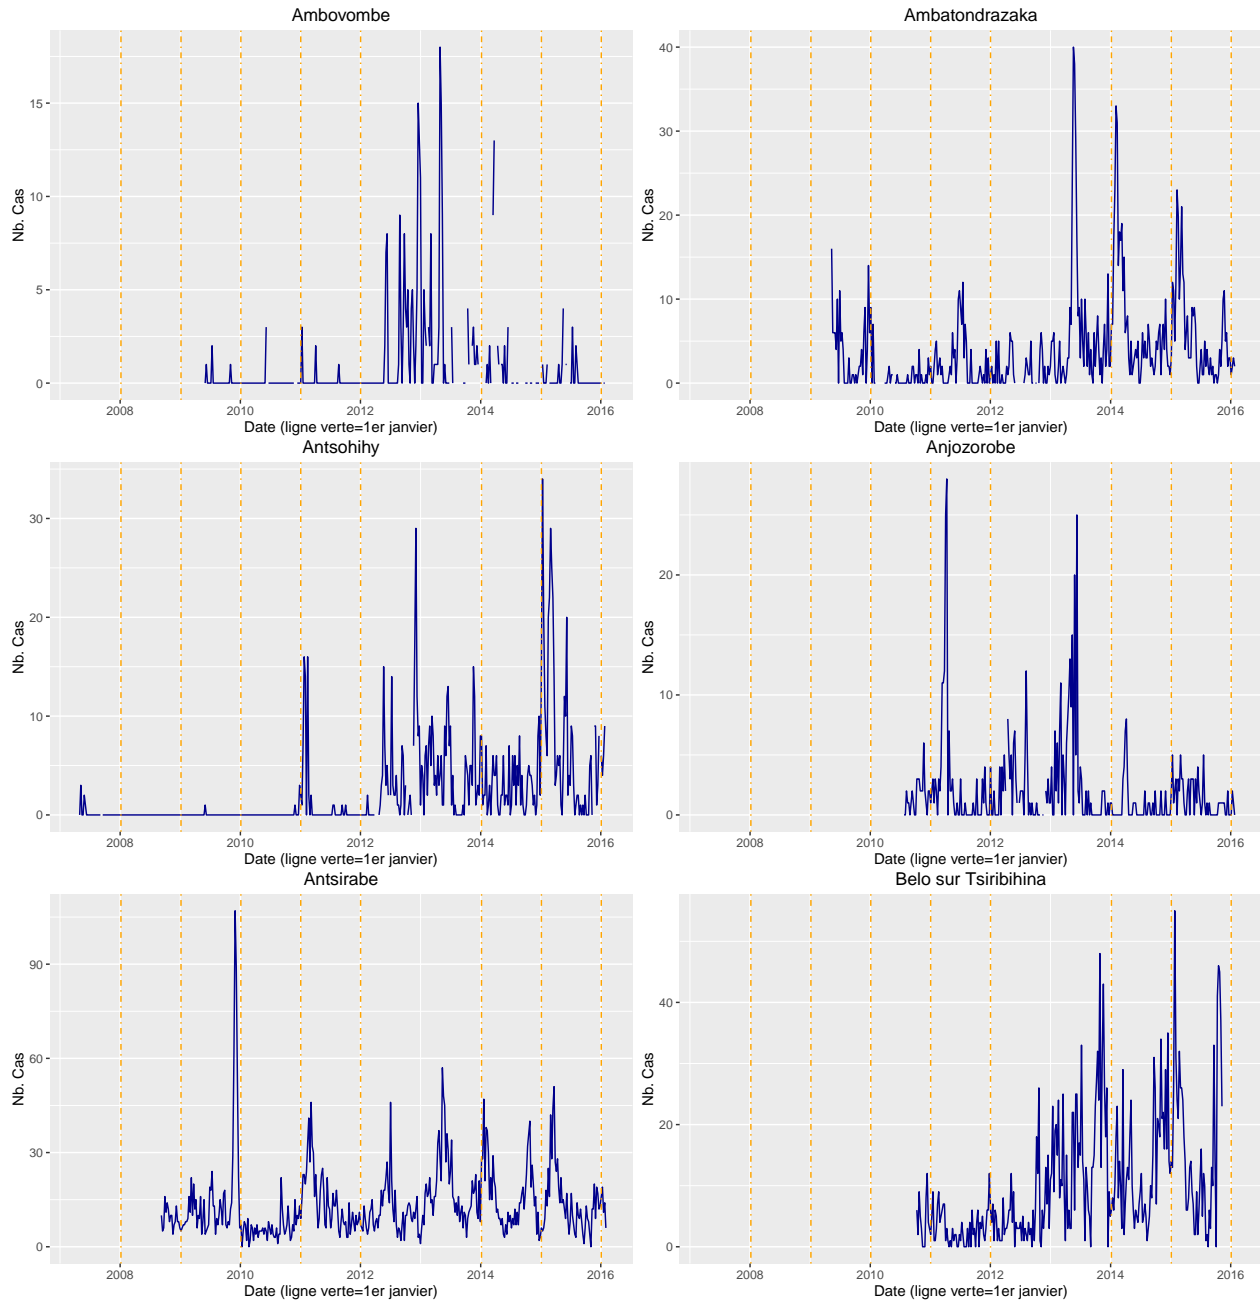 Ambovombe
Nb. Cas
15
10
5
0
2008 2010 2012 2014 2016
Date (ligne verte=1er janvier)
Ambatondrazaka
Nb. Cas
40
30
20
10
0
2008 2010 2012 2014 2016
Date (ligne verte=1er janvier)
Antsohihy
Nb. Cas
30
20
10
0
2008 2010 2012 2014 2016
Date (ligne verte=1er janvier)
Anjozorobe
Nb. Cas
20
10
0
2008 2010 2012 2014 2016
Date (ligne verte=1er janvier)
Antsirabe
Nb. Cas
90
60
30
0
2008 2010 2012 2014 2016
Date (ligne verte=1er janvier)
Belo sur Tsiribihina
Nb. Cas
40
20
0
2008 2010 2012 2014 2016
Date (ligne verte=1er janvier)